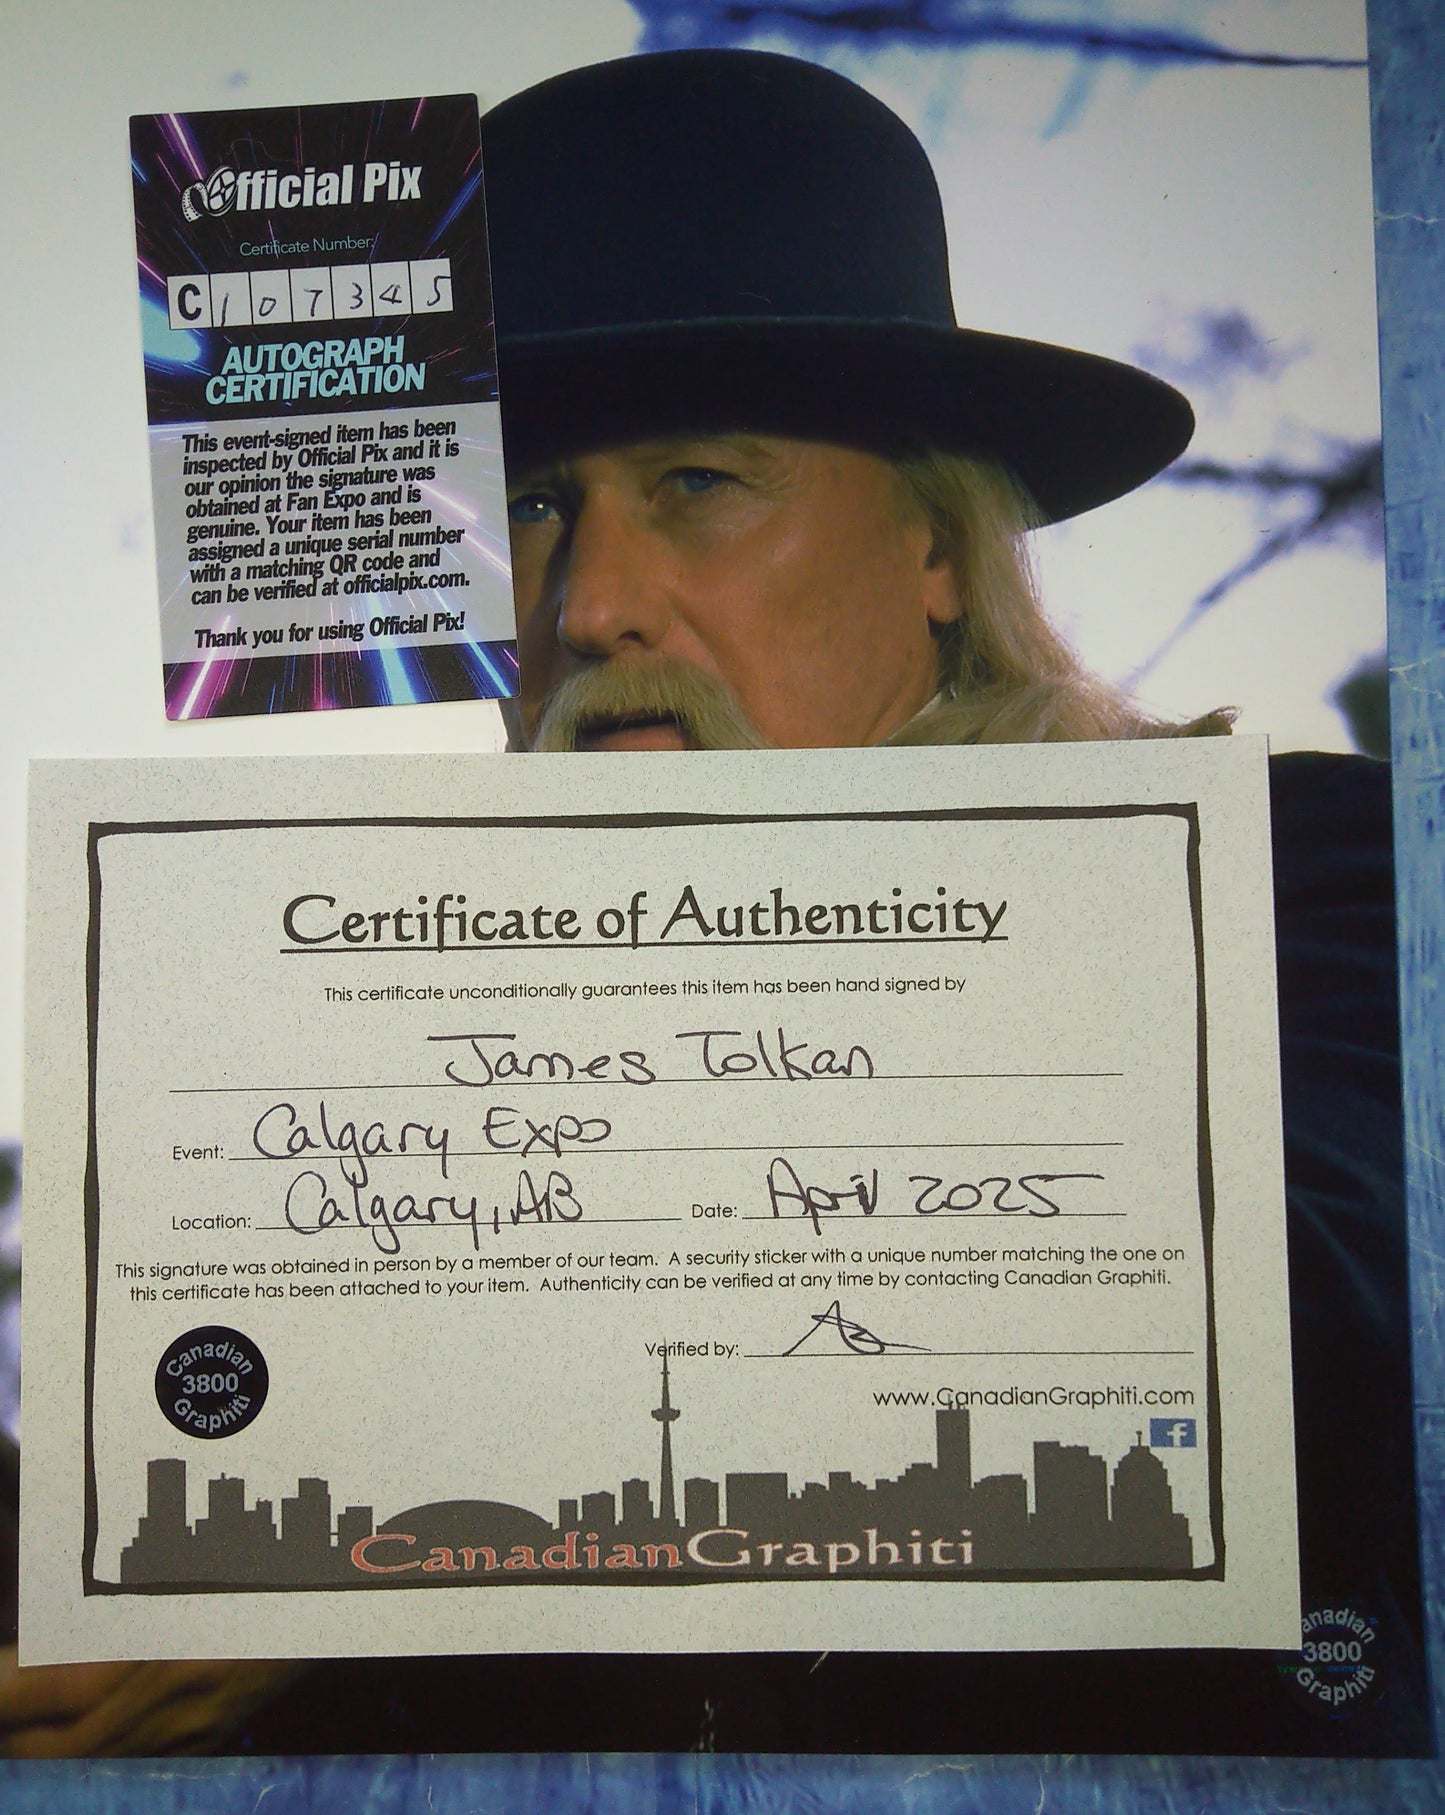 Official Pix
Certificate Number:
C107345
AUTOGRAPH
CERTIFICATION
This event-signed item has been
inspected by Official Pix and it is
our opinion the signature was
obtained at Fan Expo and is
genuine. Your item has been
assigned a unique serial number
with a matching QR code and
can be verified at officialpix.com.
Thank you for using Official Pix!
Certificate of Authenticity
This certificate unconditionally guarantees this item has been hand signed by
James Tolkan
Event: Calgary Expo
Location: Calgary, AB Date: April 2025
This signature was obtained in person by a member of our team. A security sticker with a unique number matching the one on
this certificate has been attached to your item. Authenticity can be verified at any time by contacting Canadian Graphiti.
Verified by:
Canadian
3800
Graphiti
www.CanadianGraphiti.com
f
CanadianGraphiti
Canadian
3800
Graphiti